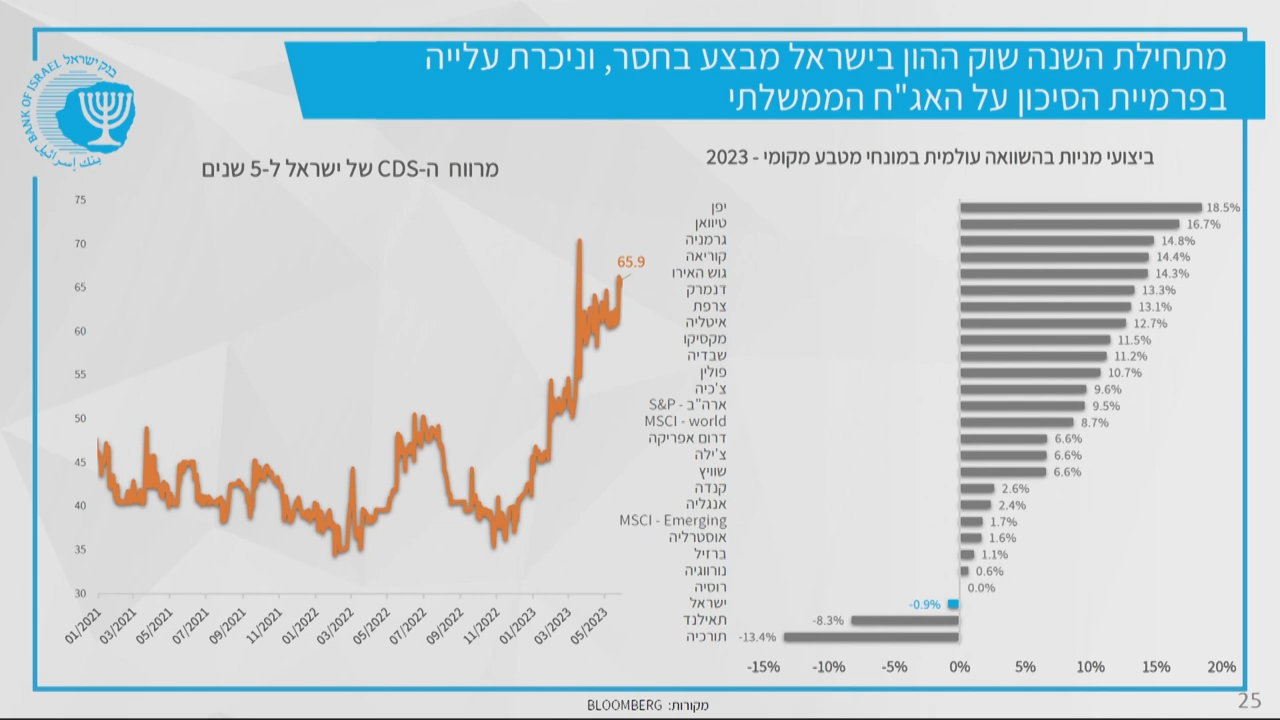 מתחילת השנה שוק ההון בישראל מבצע בחסר, וניכרת עלייה
בפרמיית הסיכון על האג"ח הממשלתי
בנק ישראל
BANK OF ISRAEL
بنك إسرائيل
ביצועי מניות בהשוואה עולמית במונחי מטבע מקומי - 2023
יפן 18.5%
טיוואן 16.7%
גרמניה 14.8%
קוריאה 14.4%
גוש האירו 14.3%
דנמרק 13.3%
צרפת 13.1%
איטליה 12.7%
מקסיקו 11.5%
שבדיה 11.2%
פולין 10.7%
צ'כיה 9.6%
ארה"ב - S&P 9.5%
MSCI - world 8.7%
דרום אפריקה 6.6%
צ'ילה 6.6%
שוויץ 6.6%
קנדה 2.6%
אנגליה 2.4%
MSCI - Emerging 1.7%
אוסטרליה 1.6%
ברזיל 1.1%
נורווגיה 0.6%
רוסיה 0.0%
ישראל -0.9%
תאילנד -8.3%
תורכיה -13.4%
-15% -10% -5% 0% 5% 10% 15% 20%
מרווח ה-CDS של ישראל ל-5 שנים
75
70
65
60
55
50
45
40
35
30
65.9
01/2021 03/2021 05/2021 07/2021 09/2021 11/2021 01/2022 03/2022 05/2022 07/2022 09/2022 11/2022 01/2023 03/2023 05/2023
מקורות: BLOOMBERG
25